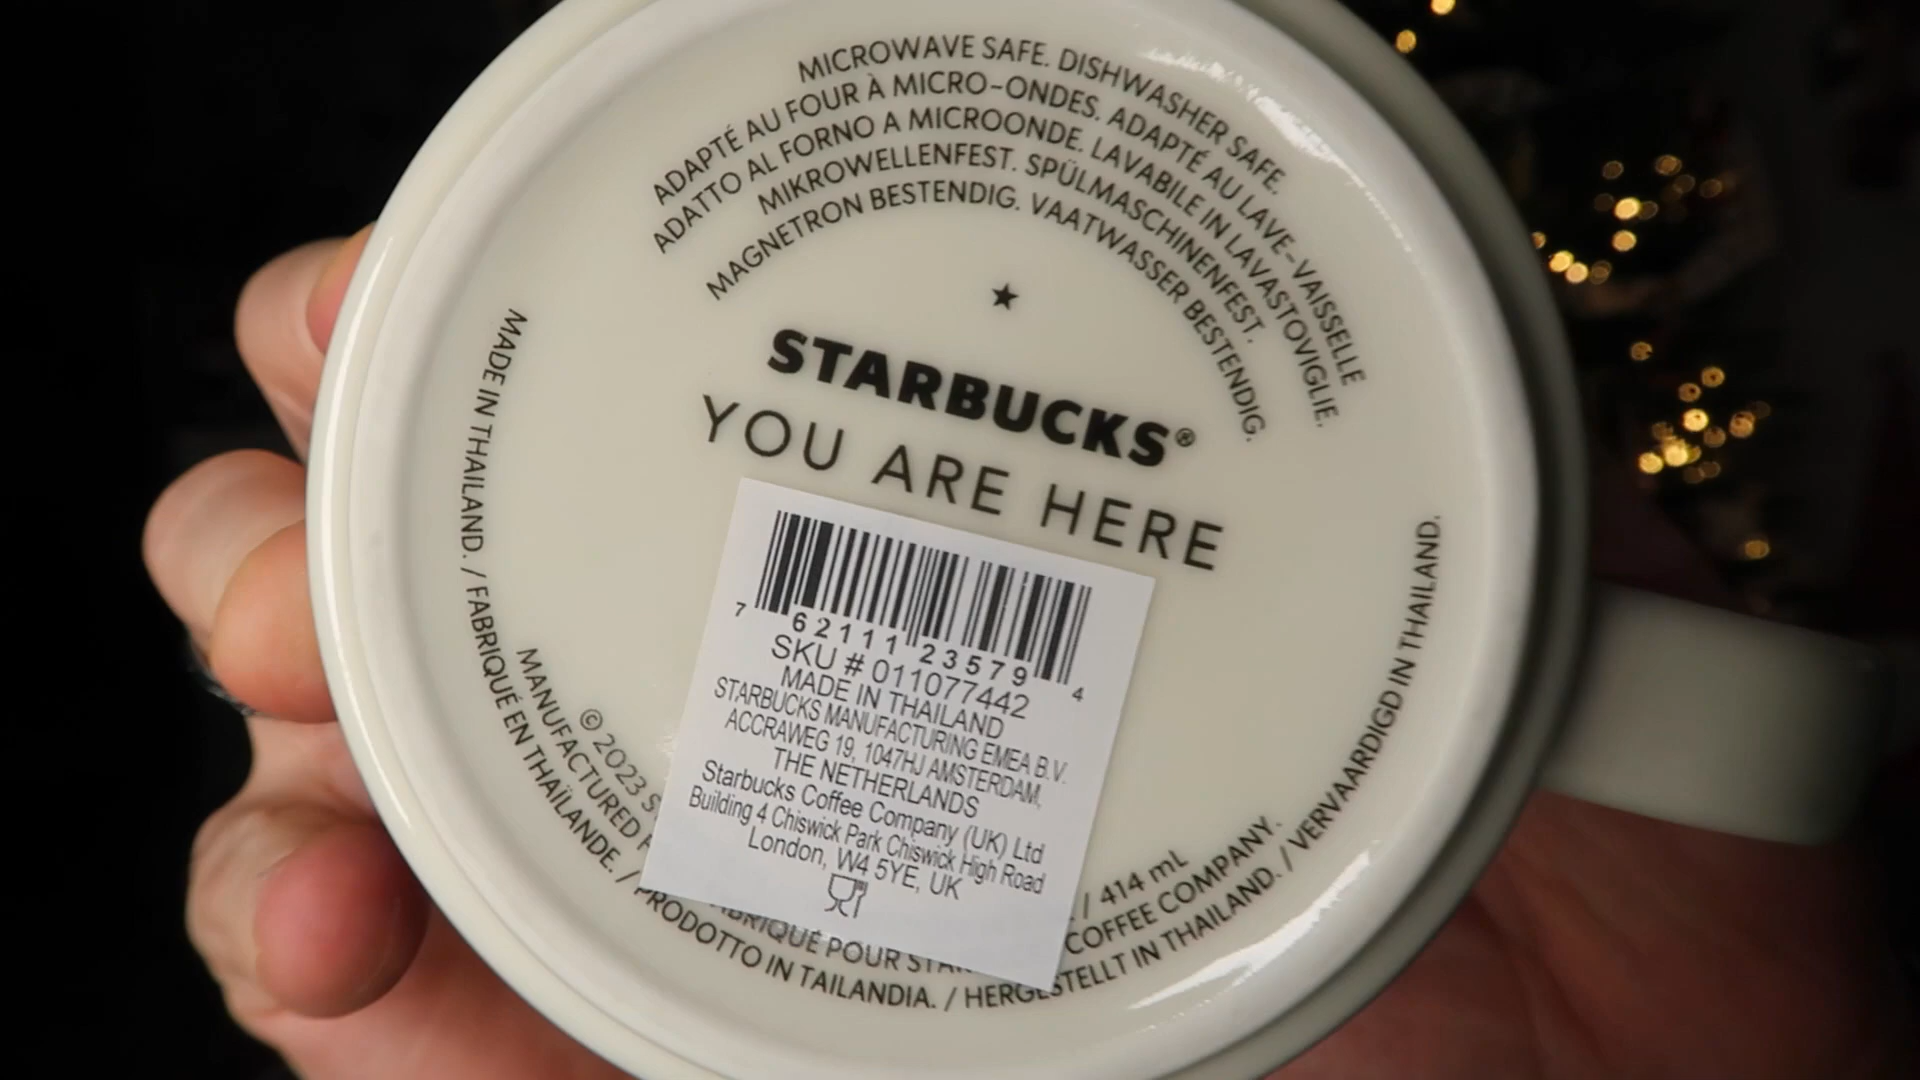 MICROWAVE SAFE. DISHWASHER SAFE.
ADAPTÉ AU FOUR À MICRO-ONDES. ADAPTÉ AU LAVE-VAISSELLE
ADATTO AL FORNO A MICROONDE. LAVABILE IN LAVASTOVIGLIE.
MIKROWELLENFEST. SPÜLMASCHINENFEST.
MAGNETRON BESTENDIG. VAATWASSER BESTENDIG.
STARBUCKS®
YOU ARE HERE
7 62111 23579 4
SKU # 011077442
MADE IN THAILAND
STARBUCKS MANUFACTURING EMEA B.V.
ACCRAWEG 19, 1047HJ AMSTERDAM,
THE NETHERLANDS
Starbucks Coffee Company (UK) Ltd
Building 4 Chiswick Park Chiswick High Road
London, W4 5YE, UK
© 2023 / 414 mL
MANUFACTURED POUR COFFEE COMPANY.
MADE IN THAILAND. / FABRIQUÉ EN THAÏLANDE. / PRODOTTO IN TAILANDIA. / HERGESTELLT IN THAILAND. / VERVAARDIGD IN THAILAND.